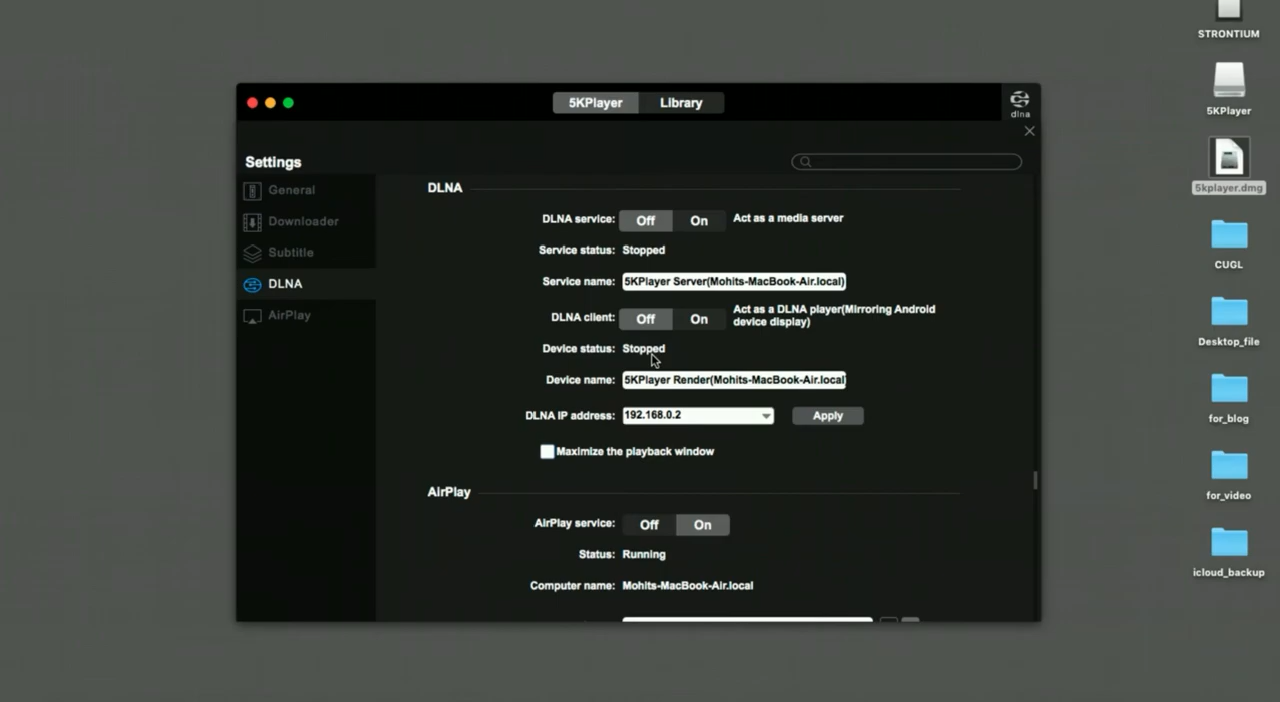 STRONTIUM
5KPlayer
Library
dlna
5KPlayer
Settings
General
Downloader
Subtitle
DLNA
AirPlay
DLNA
DLNA service:
Off
On
Act as a media server
Service status:
Stopped
Service name:
5KPlayer Server(Mohits-MacBook-Air.local)
DLNA client:
Off
On
Act as a DLNA player(Mirroring Android
device display)
Device status:
Stopped
Device name:
5KPlayer Render(Mohits-MacBook-Air.local
DLNA IP address:
192.168.0.2
Apply
Maximize the playback window
AirPlay
AirPlay service:
Off
On
Status:
Running
Computer name:
Mohits-MacBook-Air.local
5kplayer.dmg
CUGL
Desktop_file
for_blog
for_video
icloud_backup